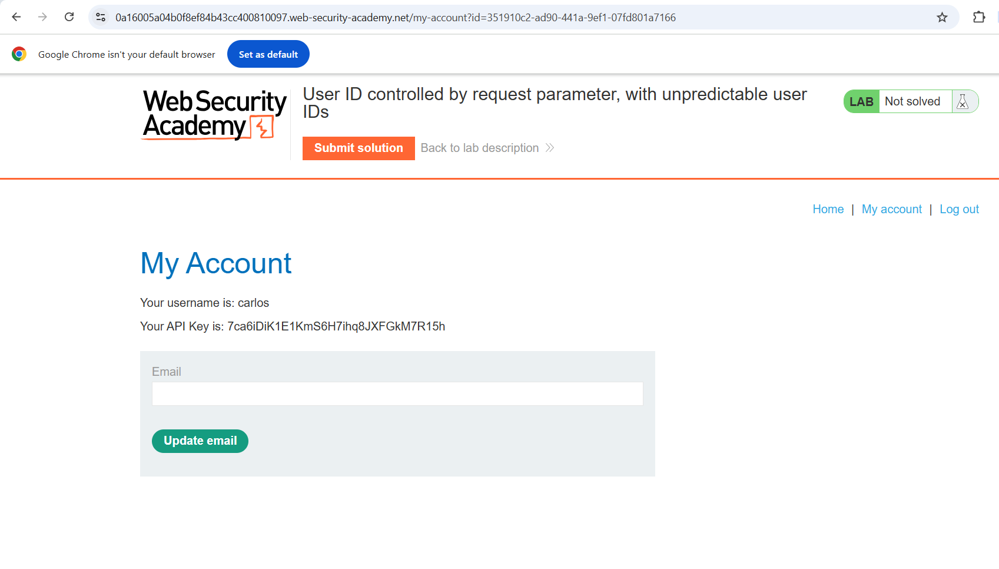 0a16005a04b0f8ef84b43cc400810097.web-security-academy.net/my-account?id=351910c2-ad90-441a-9ef1-07fd801a7166
Google Chrome isn't your default browser
Set as default
Web Security
Academy
User ID controlled by request parameter, with unpredictable user
IDs
LAB Not solved
Submit solution
Back to lab description
Home | My account | Log out
My Account
Your username is: carlos
Your API Key is: 7ca6iDiK1E1KmS6H7ihq8JXFGkM7R15h
Email
Update email